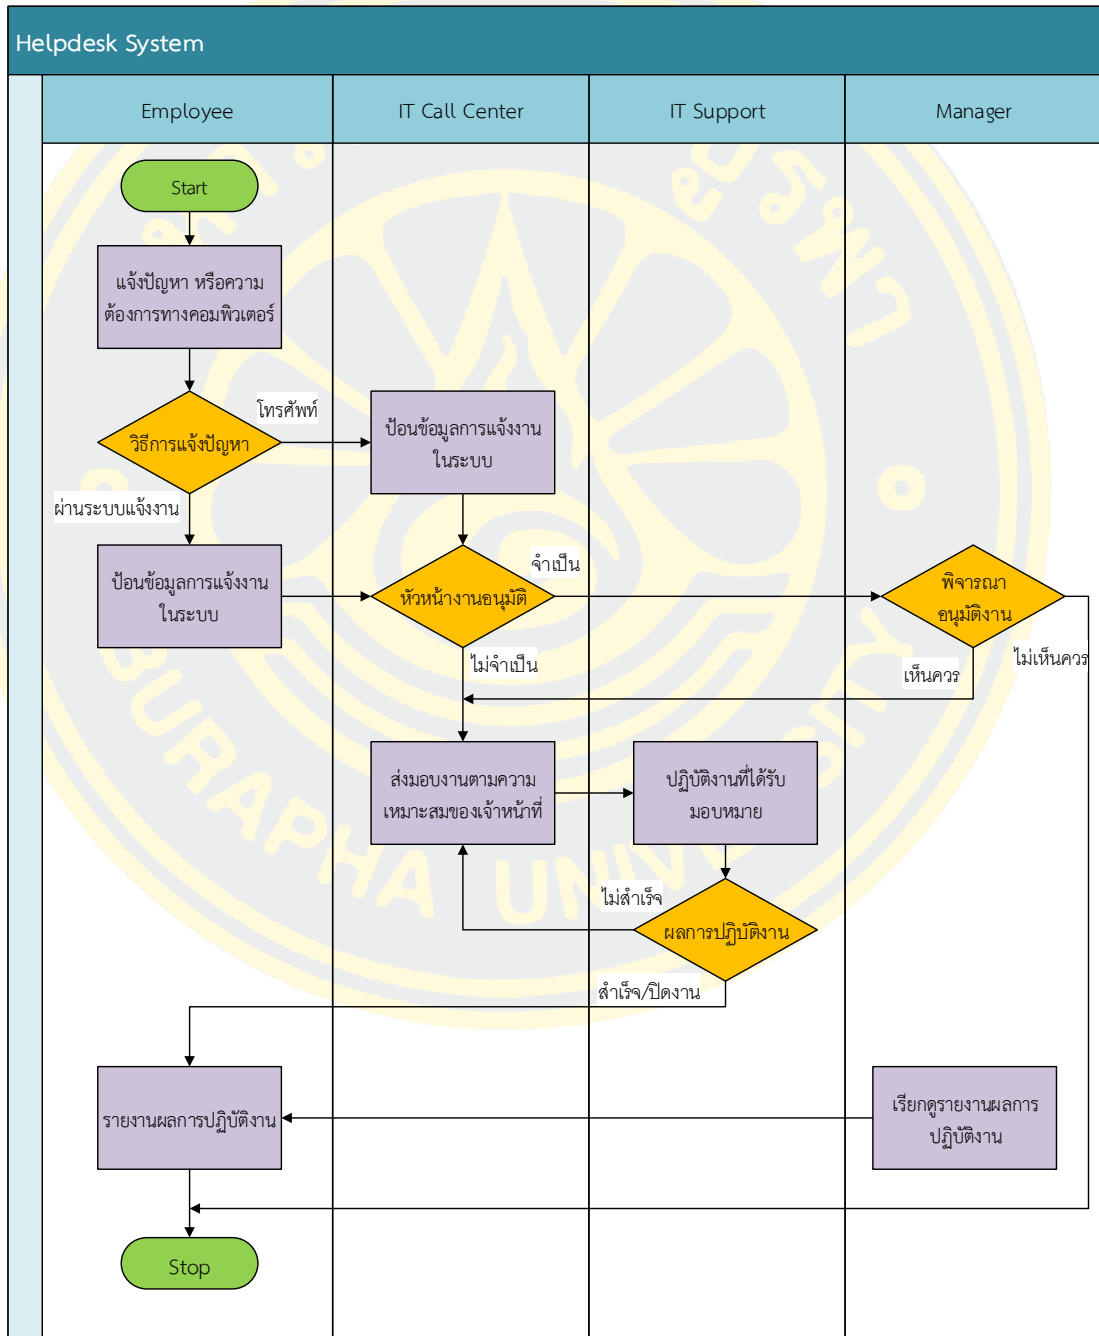 Helpdesk System
Employee
IT Call Center
IT Support
Manager
Start
แจ้งปัญหา หรือความ
ต้องการทางคอมพิวเตอร์
วิธีการแจ้งปัญหา
โทรศัพท์
ป้อนข้อมูลการแจ้งงาน
ในระบบ
ผ่านระบบแจ้งงาน
ป้อนข้อมูลการแจ้งงาน
ในระบบ
หัวหน้างานอนุมัติ
จำเป็น
พิจารณา
อนุมัติงาน
ไม่จำเป็น
เห็นควร
ไม่เห็นควร
ส่งมอบงานตามความ
เหมาะสมของเจ้าหน้าที่
ปฏิบัติงานที่ได้รับ
มอบหมาย
ไม่สำเร็จ
ผลการปฏิบัติงาน
สำเร็จ/ปิดงาน
รายงานผลการปฏิบัติงาน
เรียกดูรายงานผลการ
ปฏิบัติงาน
Stop
BURAPHA UNIVERSITY